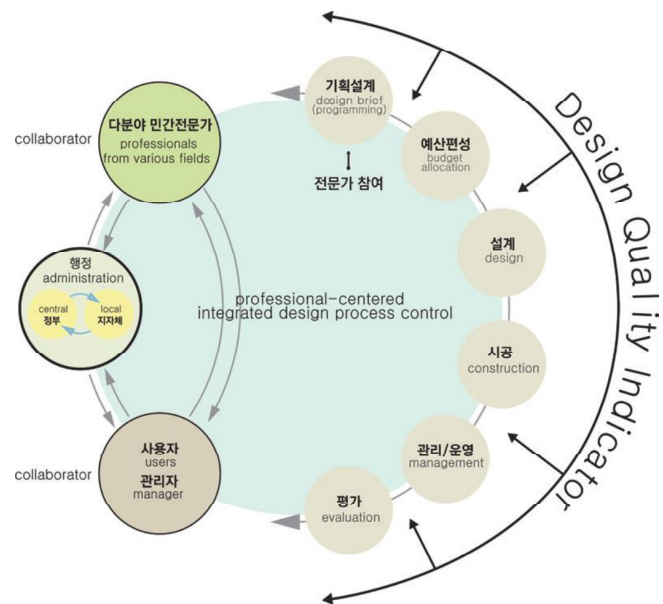 기획설계
design brief
(programming)
전문가 참여
예산편성
budget
allocation
설계
design
시공
construction
관리/운영
management
평가
evaluation
Design Quality Indicator
collaborator
다분야 민간전문가
professionals
from various fields
행정
administration
central
정부
local
지자체
professional-centered
integrated design process control
collaborator
사용자
users
관리자
manager